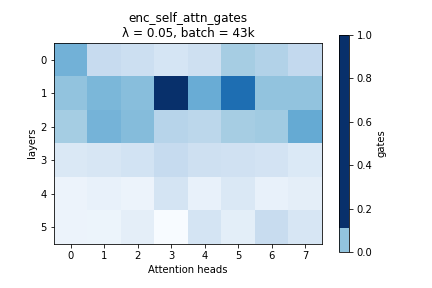 enc_self_attn_gates
λ = 0.05, batch = 43k
layers
0
1
2
3
4
5
0 1 2 3 4 5 6 7
Attention heads
1.0
0.8
0.6
0.4
0.2
0.0
gates